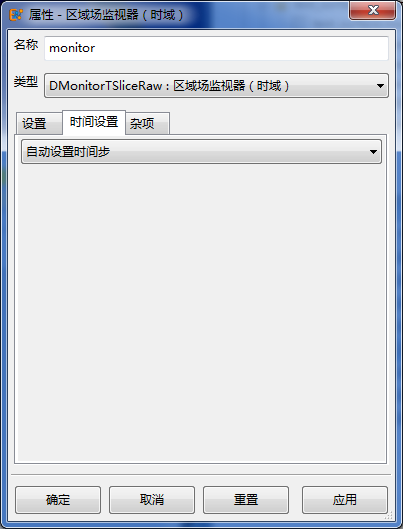 属性 - 区域场监视器（时域）
名称 monitor
类型 DMonitorTSliceRaw：区域场监视器（时域）
设置 时间设置 杂项
自动设置时间步
确定 取消 重置 应用